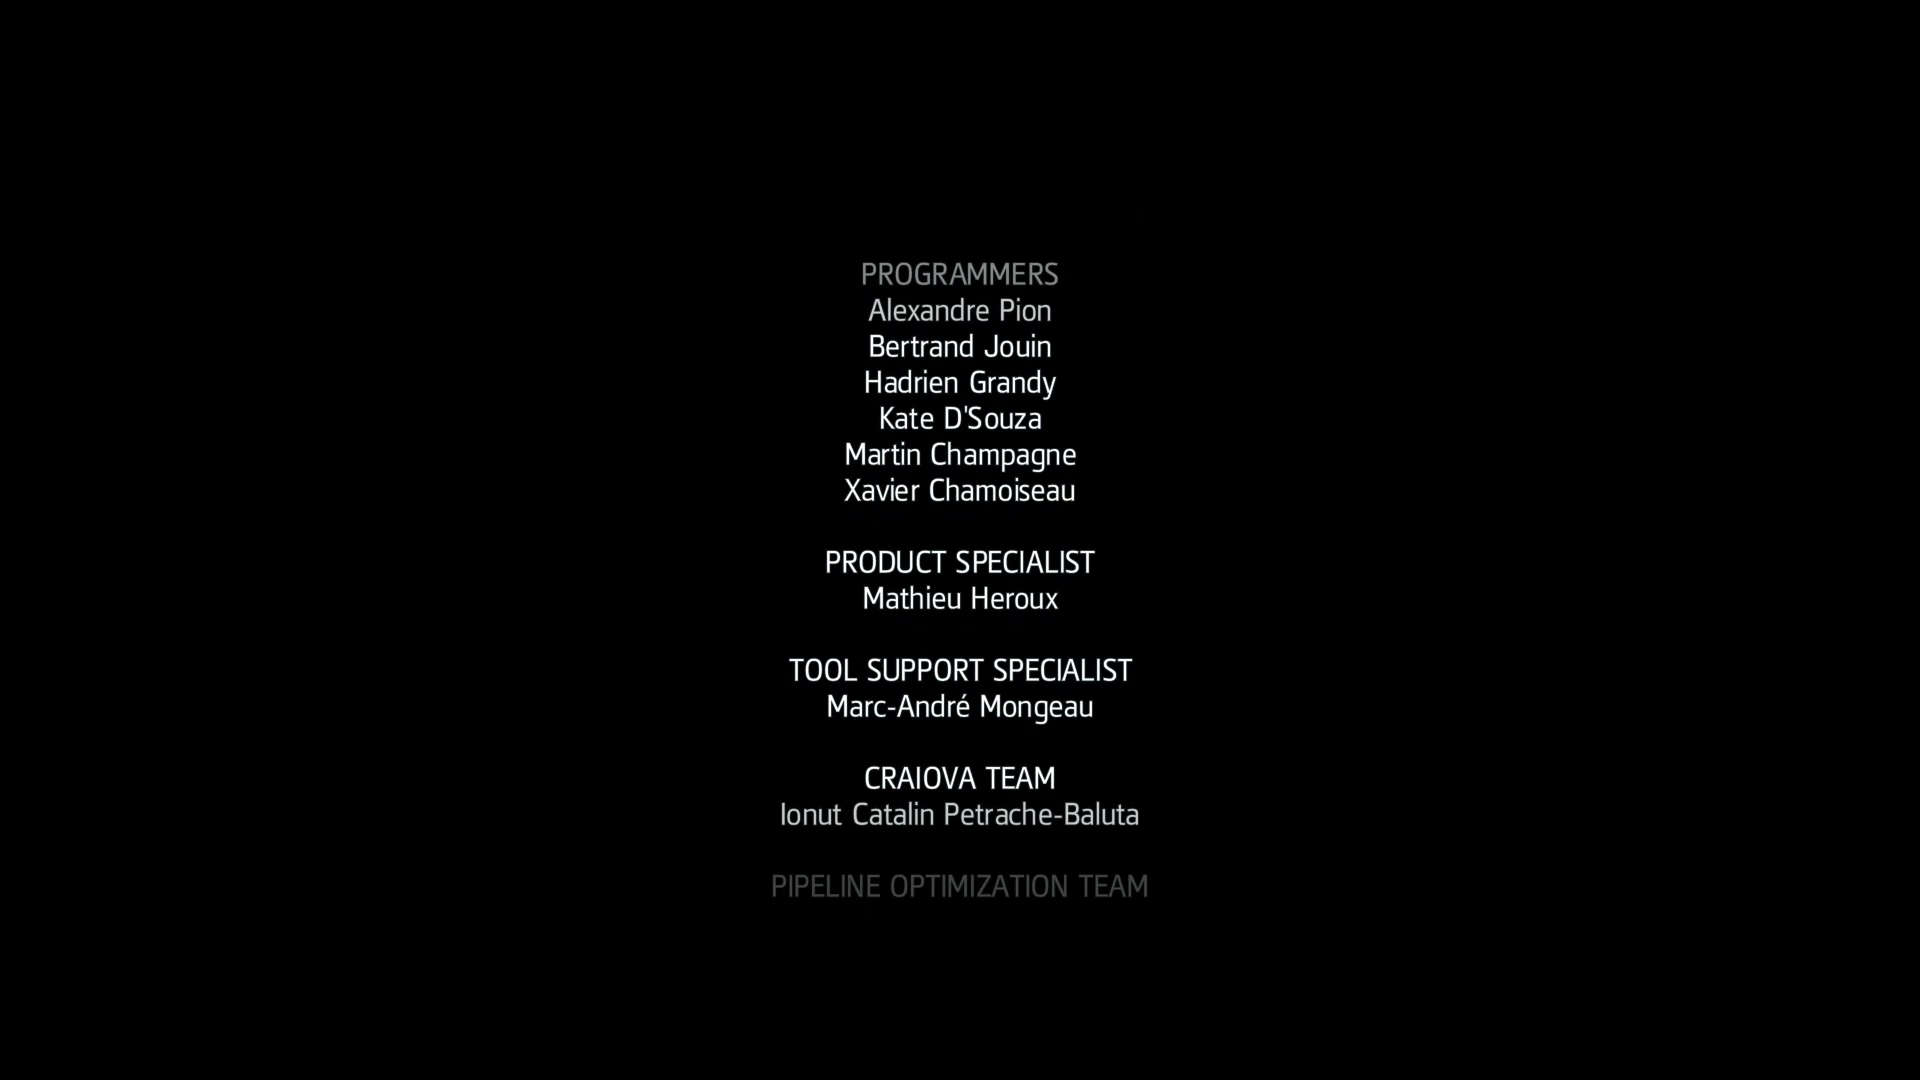 PROGRAMMERS
Alexandre Pion
Bertrand Jouin
Hadrien Grandy
Kate D'Souza
Martin Champagne
Xavier Chamoiseau
PRODUCT SPECIALIST
Mathieu Heroux
TOOL SUPPORT SPECIALIST
Marc-André Mongeau
CRAIOVA TEAM
Ionut Catalin Petrache-Baluta
PIPELINE OPTIMIZATION TEAM